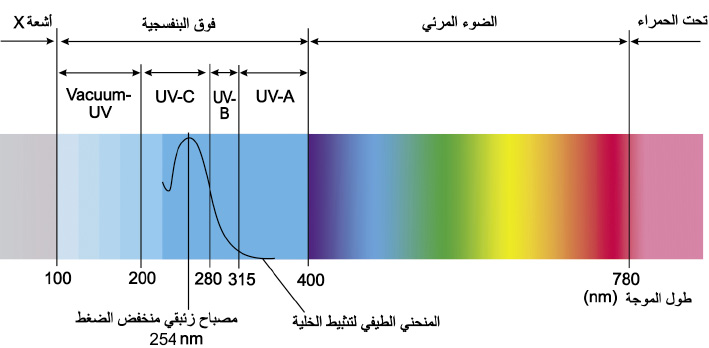 أشعة X
فوق البنفسجية
الضوء المرئي
تحت الحمراء
Vacuum-
UV
UV-C
UV-
B
UV-A
100
200
280
315
400
780
طول الموجة (nm)
مصباح زئبقي منخفض الضغط
254 nm
المنحني الطيفي لتثبيط الخلية